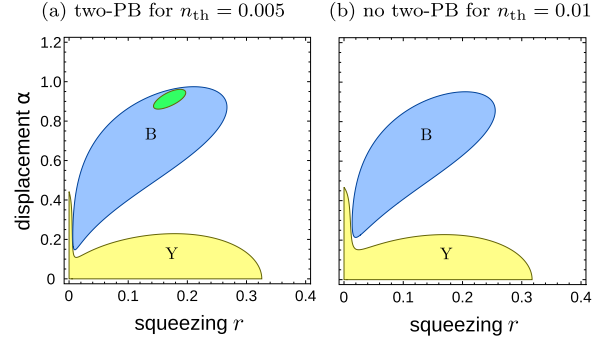 (a) two-PB for nth = 0.005
(b) no two-PB for nth = 0.01
displacement α
1.2
1.0
0.8
0.6
0.4
0.2
0
B
Y
0
0.1
0.2
0.3
0.4
squeezing r
B
Y
0
0.1
0.2
0.3
0.4
squeezing r